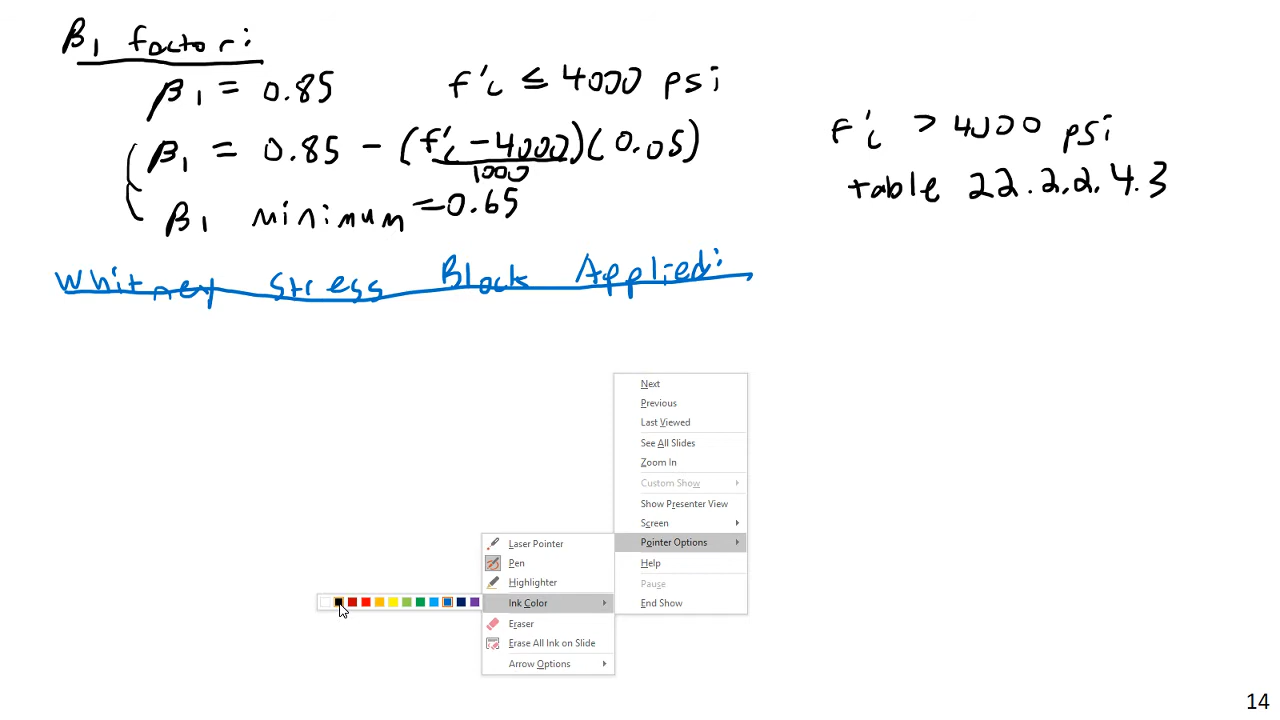 β1 factor:
β1 = 0.85 f'c ≤ 4000 psi
β1 = 0.85 - (f'c - 4000)(0.05)
1000
f'c > 4000 psi
β1 minimum = 0.65
table 22.2.2.4.3
Whitney Stress Block Applied:
Next
Previous
Last Viewed
See All Slides
Zoom In
Custom Show
Show Presenter View
Screen
Pointer Options
Help
Pause
End Show
Laser Pointer
Pen
Highlighter
Ink Color
Eraser
Erase All Ink on Slide
Arrow Options
14